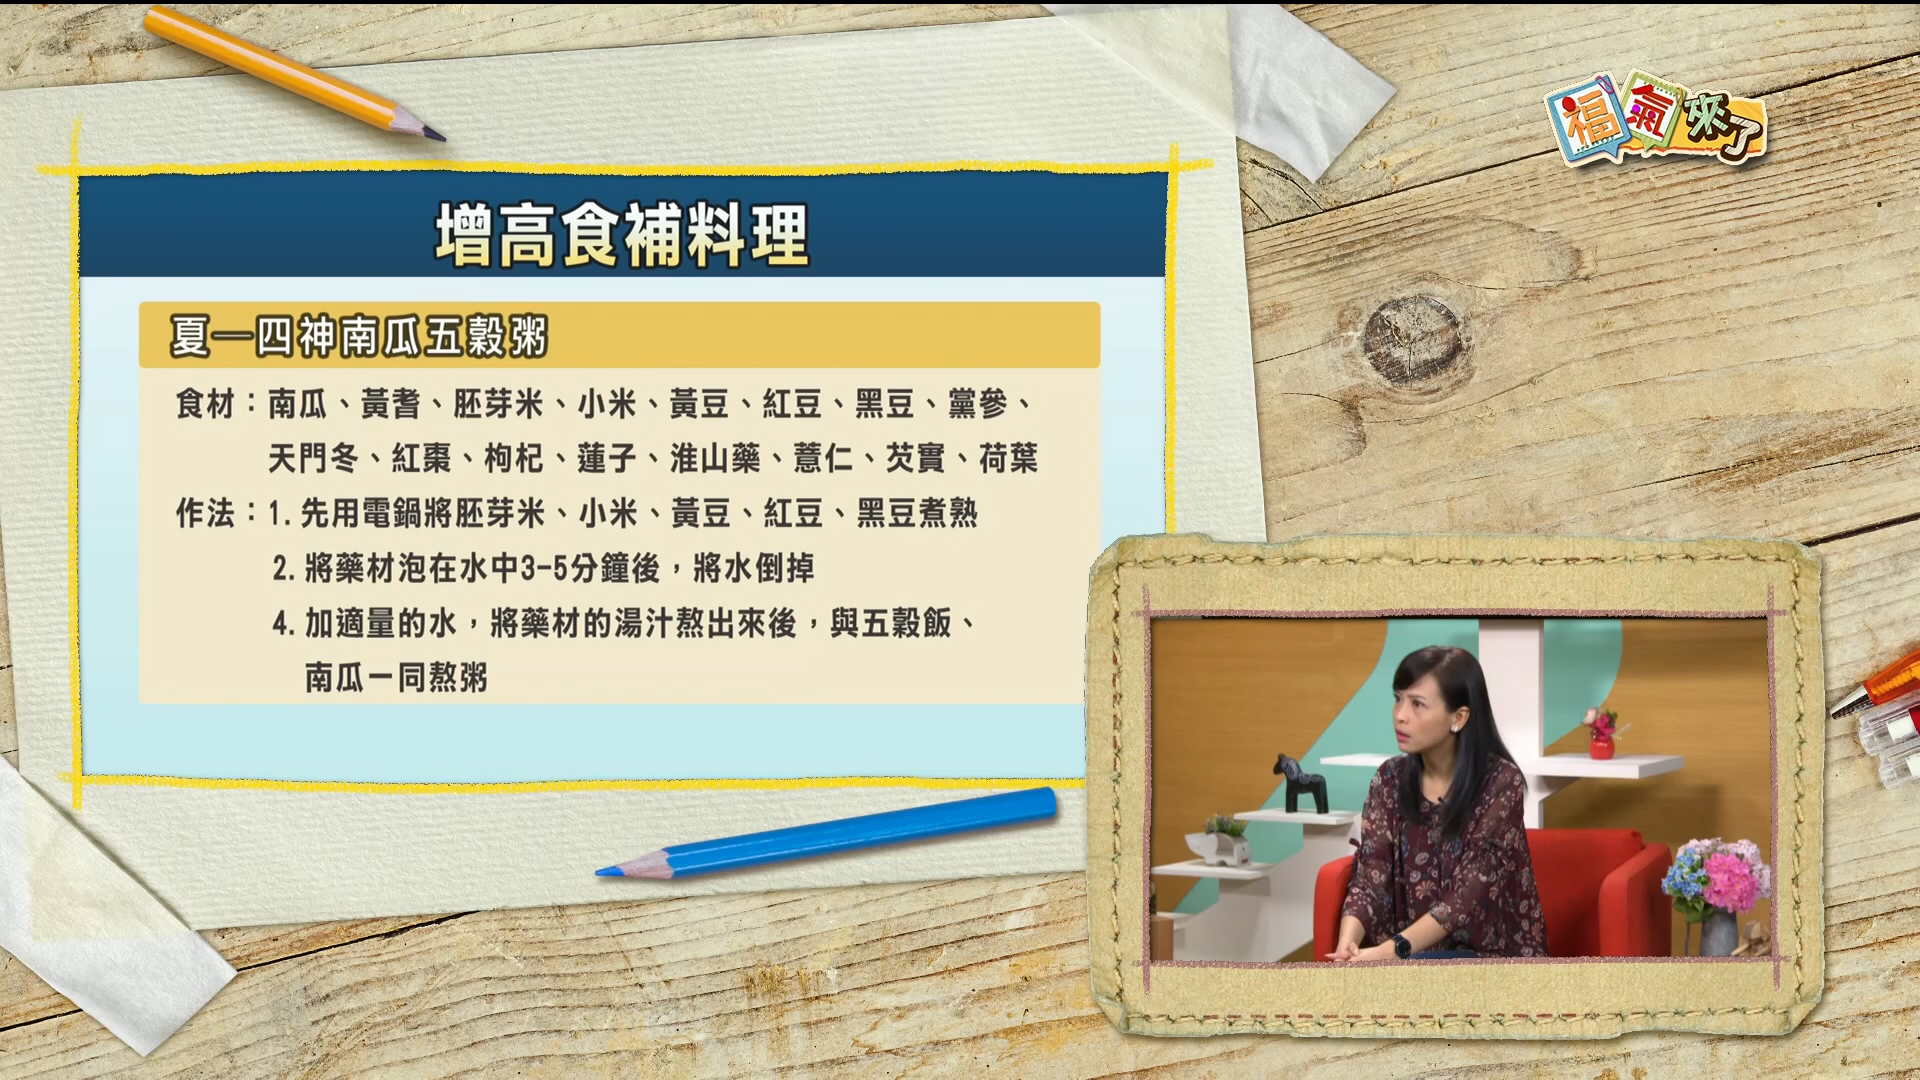 福氣來了
增高食補料理
夏—四神南瓜五穀粥
食材：南瓜、黃耆、胚芽米、小米、黃豆、紅豆、黑豆、黨參、
天門冬、紅棗、枸杞、蓮子、淮山藥、薏仁、芡實、荷葉
作法：1.先用電鍋將胚芽米、小米、黃豆、紅豆、黑豆煮熟
2.將藥材泡在水中3-5分鐘後，將水倒掉
4.加適量的水，將藥材的湯汁熬出來後，與五穀飯、
南瓜一同熬粥